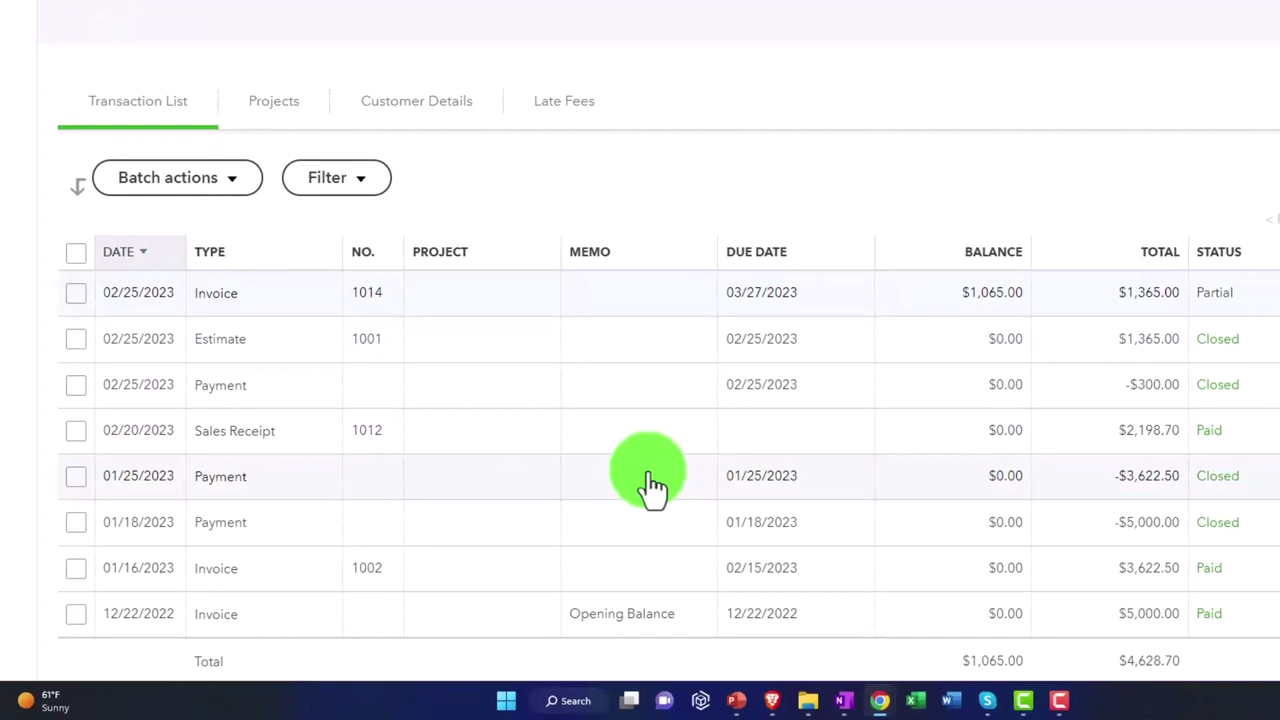 Transaction List Projects Customer Details Late Fees
Batch actions Filter
<
DATE TYPE NO. PROJECT MEMO DUE DATE BALANCE TOTAL STATUS
02/25/2023 Invoice 1014 03/27/2023 $1,065.00 $1,365.00 Partial
02/25/2023 Estimate 1001 02/25/2023 $0.00 $1,365.00 Closed
02/25/2023 Payment 02/25/2023 $0.00 -$300.00 Closed
02/20/2023 Sales Receipt 1012 $0.00 $2,198.70 Paid
01/25/2023 Payment 01/25/2023 $0.00 -$3,622.50 Closed
01/18/2023 Payment 01/18/2023 $0.00 -$5,000.00 Closed
01/16/2023 Invoice 1002 02/15/2023 $0.00 $3,622.50 Paid
12/22/2022 Invoice Opening Balance 12/22/2022 $0.00 $5,000.00 Paid
Total $1,065.00 $4,628.70
61°F
Sunny
Search